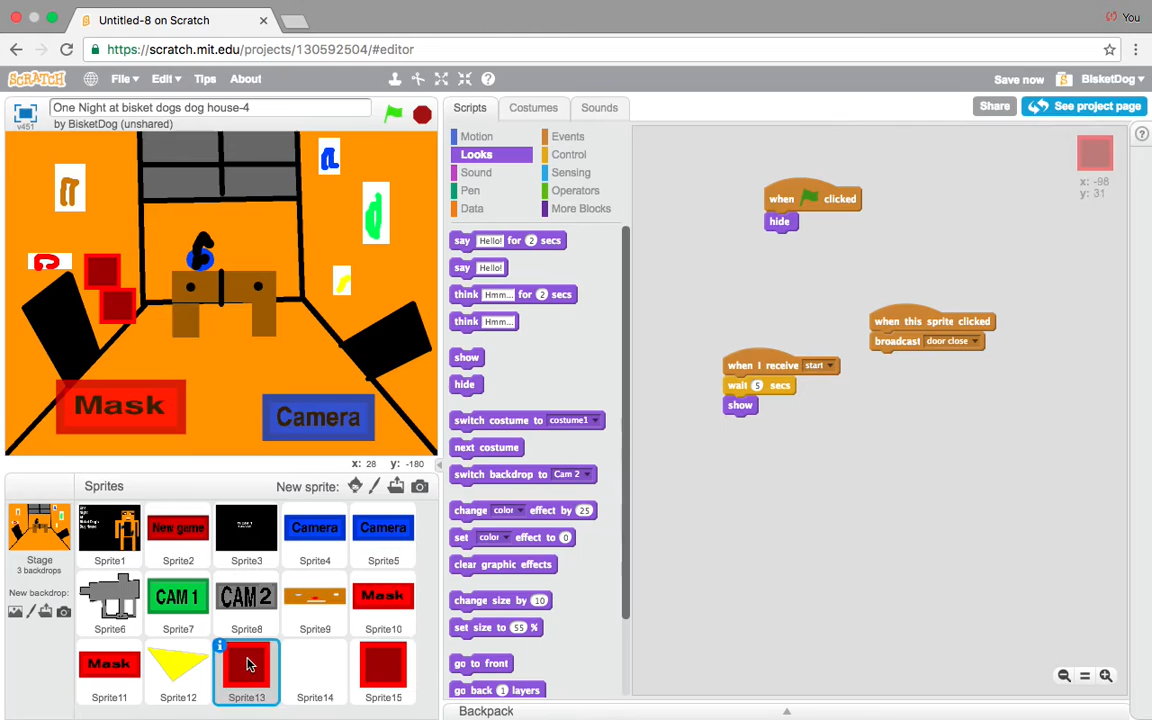 Untitled-8 on Scratch
You
https://scratch.mit.edu/projects/130592504/#editor
SCRATCH
File
Edit
Tips
About
Save now
BisketDog
v451
One Night at bisket dogs dog house-4
by BisketDog (unshared)
Scripts
Costumes
Sounds
Share
See project page
Motion
Looks
Sound
Pen
Data
Events
Control
Sensing
Operators
More Blocks
say Hello! for 2 secs
say Hello!
think Hmm... for 2 secs
think Hmm...
show
hide
switch costume to costume1
next costume
switch backdrop to Cam 2
change color effect by 25
set color effect to 0
clear graphic effects
change size by 10
set size to 55 %
go to front
go back 1 layers
when clicked
hide
when this sprite clicked
broadcast door close
when I receive start
wait 5 secs
show
x: -98
y: 31
Mask
Camera
x: 28 y: -180
Sprites
New sprite:
Stage
3 backdrops
New backdrop:
New game
Camera
Camera
Sprite1
Sprite2
Sprite3
Sprite4
Sprite5
CAM 1
CAM 2
Mask
Sprite6
Sprite7
Sprite8
Sprite9
Sprite10
Mask
Sprite11
Sprite12
Sprite13
Sprite14
Sprite15
Backpack